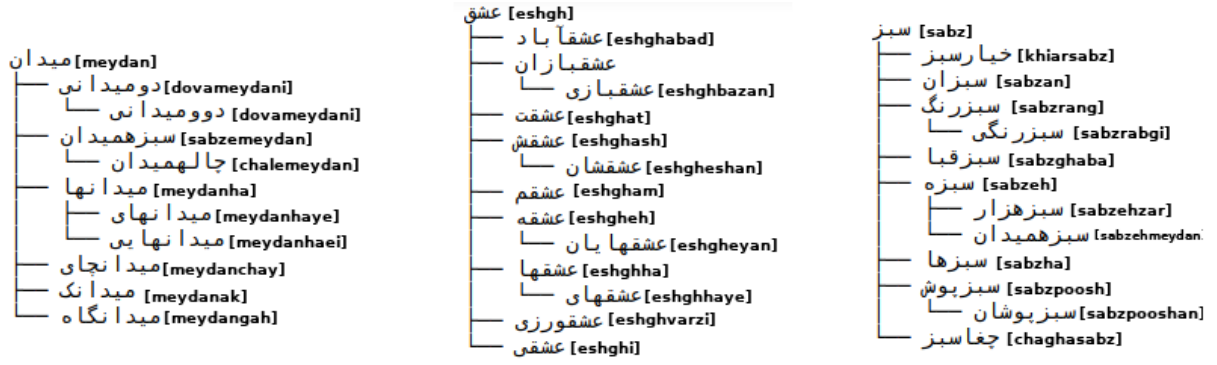 میدان [meydan]
دومیدانی [dovameydani]
دوومیدانی [dovameydani]
سبزهمیدان [sabzemeydan]
چالهمیدان [chalemeydan]
میدانها [meydanha]
میدانهای [meydanhaye]
میدانهایی [meydanhaei]
میدانچای [meydanchay]
میدانک [meydanak]
میدانگاه [meydangah]
عشق [eshgh]
عشقآباد [eshghabad]
عشقبازان
عشقبازی [eshghbazan]
عشقت [eshghat]
عشقش [eshghash]
عشقشان [eshgheshan]
عشقم [eshgham]
عشقه [eshgheh]
عشقهایان [eshgheyan]
عشقها [eshghha]
عشقهای [eshghhaye]
عشقورزی [eshghvarzi]
عشقی [eshghi]
سبز [sabz]
خیارسبز [khiarsabz]
سبزان [sabzan]
سبزرنگ [sabzrang]
سبزرنگی [sabzrabgi]
سبزقبا [sabzghaba]
سبزه [sabzeh]
سبزهزار [sabzehzar]
سبزهمیدان [sabzehmeydan]
سبزها [sabzha]
سبزپوش [sabzpoosh]
سبزپوشان [sabzpooshan]
چغاسبز [chaghasabz]